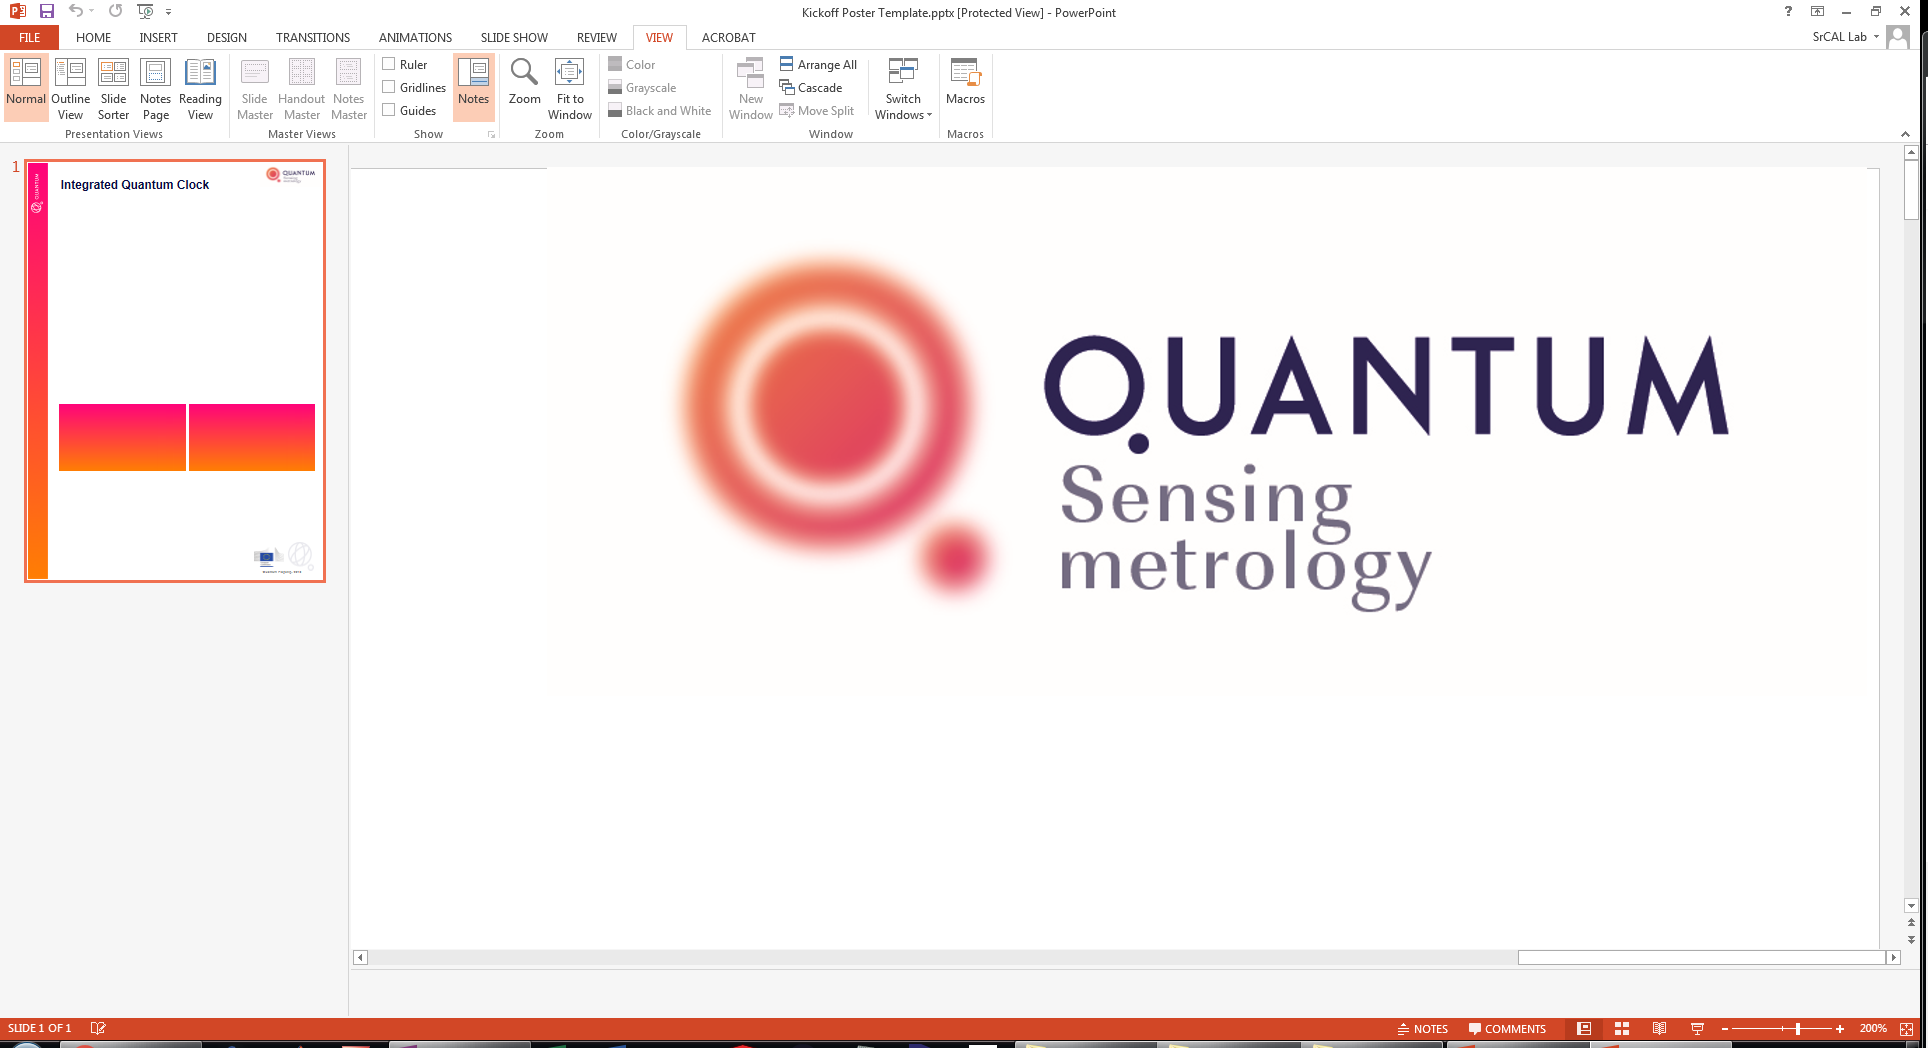 Kickoff Poster Template.pptx [Protected View] - PowerPoint
?
FILE HOME INSERT DESIGN TRANSITIONS ANIMATIONS SLIDE SHOW REVIEW VIEW ACROBAT
SrCAL Lab
Normal
Outline
View
Slide
Sorter
Notes
Page
Reading
View
Presentation Views
Slide
Master
Handout
Master
Notes
Master
Master Views
Ruler
Gridlines
Guides
Show
Notes
Zoom
Fit to
Window
Zoom
Color
Grayscale
Black and White
Color/Grayscale
New
Window
Arrange All
Cascade
Move Split
Switch
Windows
Window
Macros
Macros
1
QUANTUM
Integrated Quantum Clock
QUANTUM
Sensing
metrology
QUANTUM
Sensing
metrology
SLIDE 1 OF 1
NOTES
COMMENTS
200%